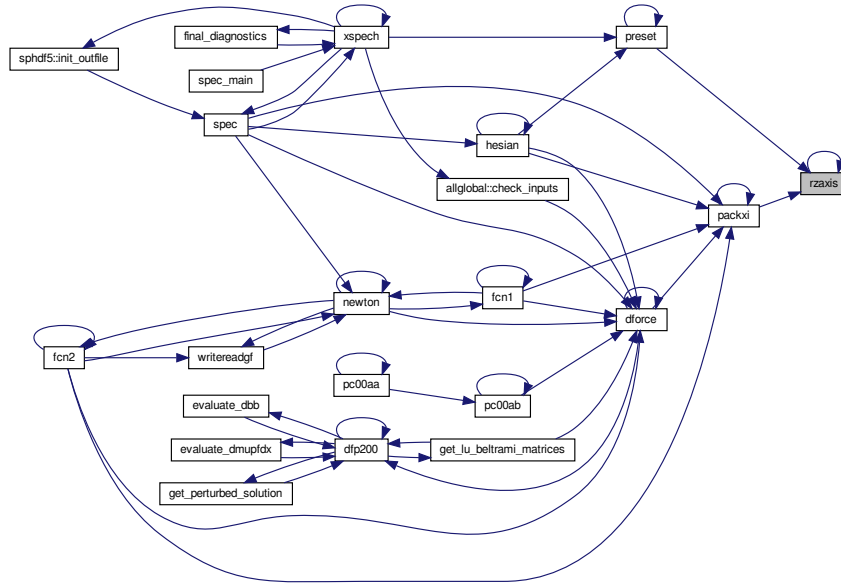 final_diagnostics
xspech
preset
sphdf5::init_outfile
spec_main
spec
hesian
allglobal::check_inputs
rzaxis
packxi
newton
fcn1
dforce
fcn2
writereadgf
pc00aa
pc00ab
evaluate_dbb
evaluate_dmupfdx
dfp200
get_lu_beltrami_matrices
get_perturbed_solution